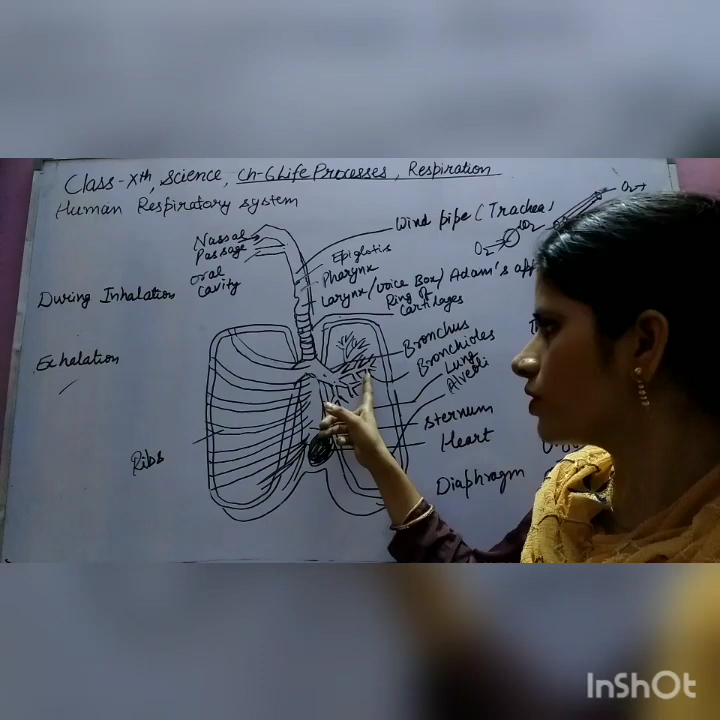 Class-Xth, Science, Ch-6 Life Processes, Respiration
Human Respiratory system
Nassal
Passage
oral
cavity
Wind pipe (Trachea)
Epiglotis
Pharynx
Larynx/Voice Box/Adam's app
Ring of
cartilages
During Inhalation
Exhalation
Bronchus
Bronchioles
Lung
Alveoli
sternum
Heart
Diaphragm
Ribs
O2
InShOt